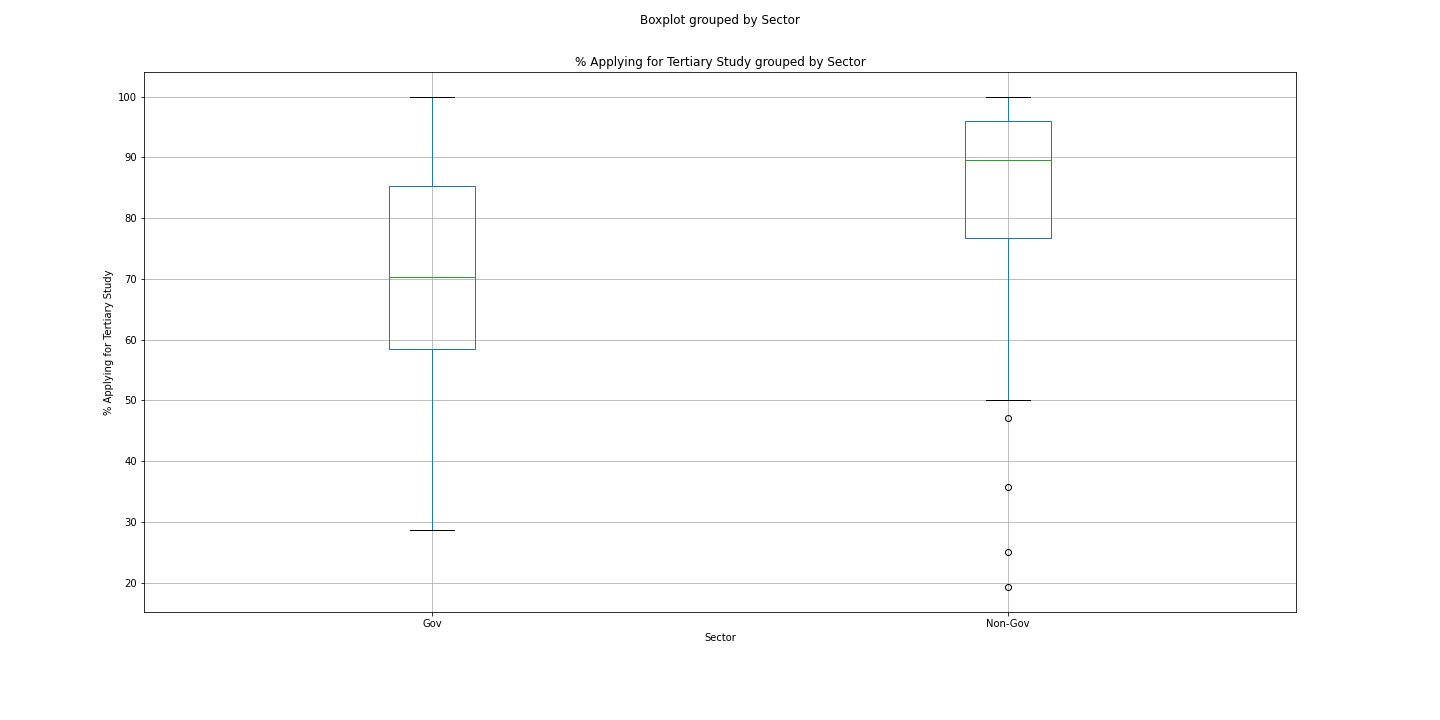 Boxplot grouped by Sector
% Applying for Tertiary Study grouped by Sector
100
90
80
70
60
50
40
30
20
% Applying for Tertiary Study
Gov
Non-Gov
Sector